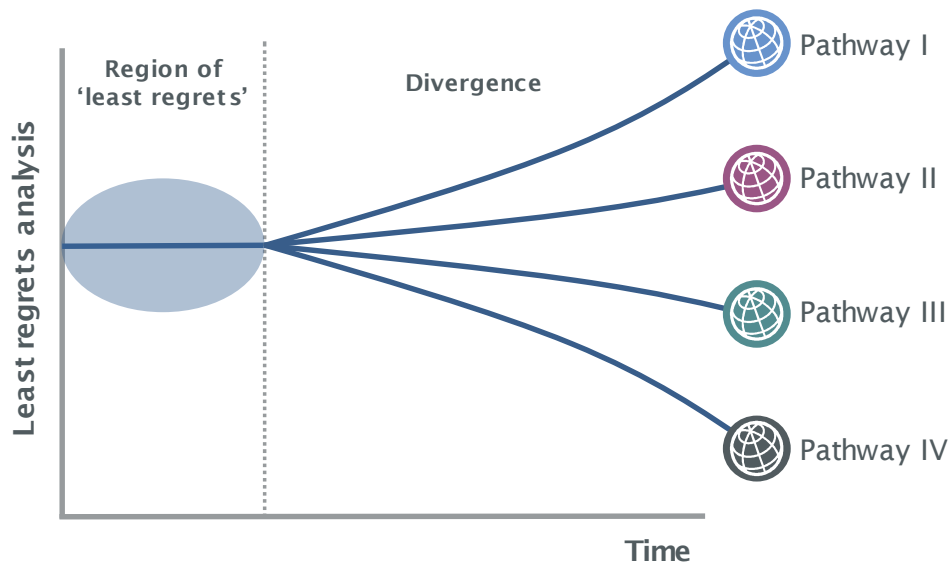 Region of
‘least regrets’
Divergence
Pathway I
Pathway II
Pathway III
Pathway IV
Least regrets analysis
Time